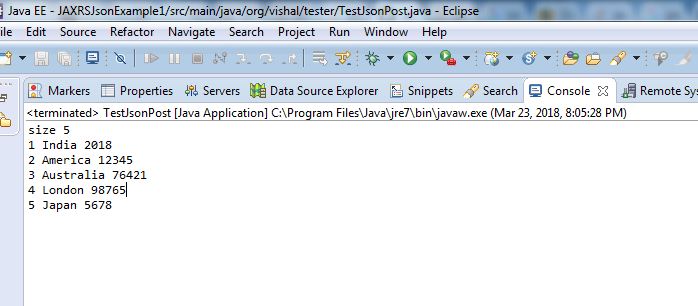 Java EE - JAXRSJsonExample1/src/main/java/org/vishal/tester/TestJsonPost.java - Eclipse
Edit Source Refactor Navigate Search Project Run Window Help
Markers Properties Servers Data Source Explorer Snippets Search Console Remote Sy
<terminated> TestJsonPost [Java Application] C:\Program Files\Java\jre7\bin\javaw.exe (Mar 23, 2018, 8:05:28 PM)
size 5
1 India 2018
2 America 12345
3 Australia 76421
4 London 98765
5 Japan 5678